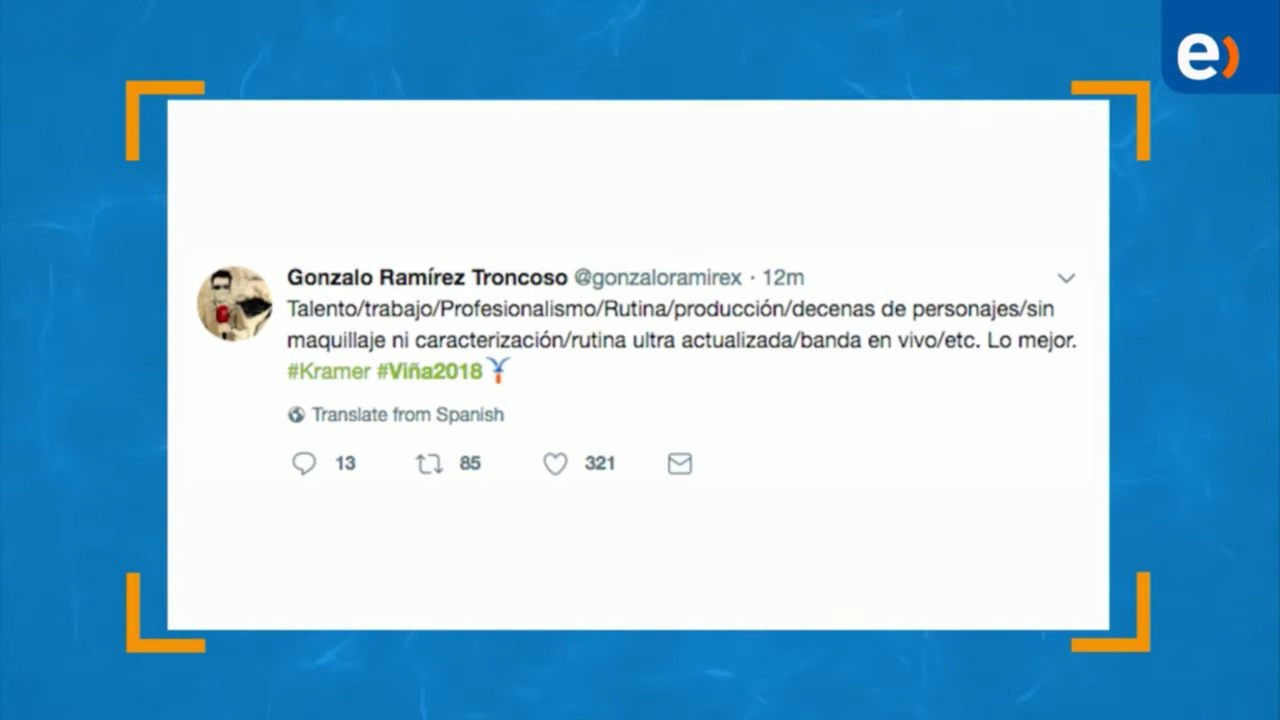 e)
Gonzalo Ramírez Troncoso @gonzaloramirex · 12m
Talento/trabajo/Profesionalismo/Rutina/producción/decenas de personajes/sin
maquillaje ni caracterización/rutina ultra actualizada/banda en vivo/etc. Lo mejor.
#Kramer #Viña2018
Translate from Spanish
13 85 321